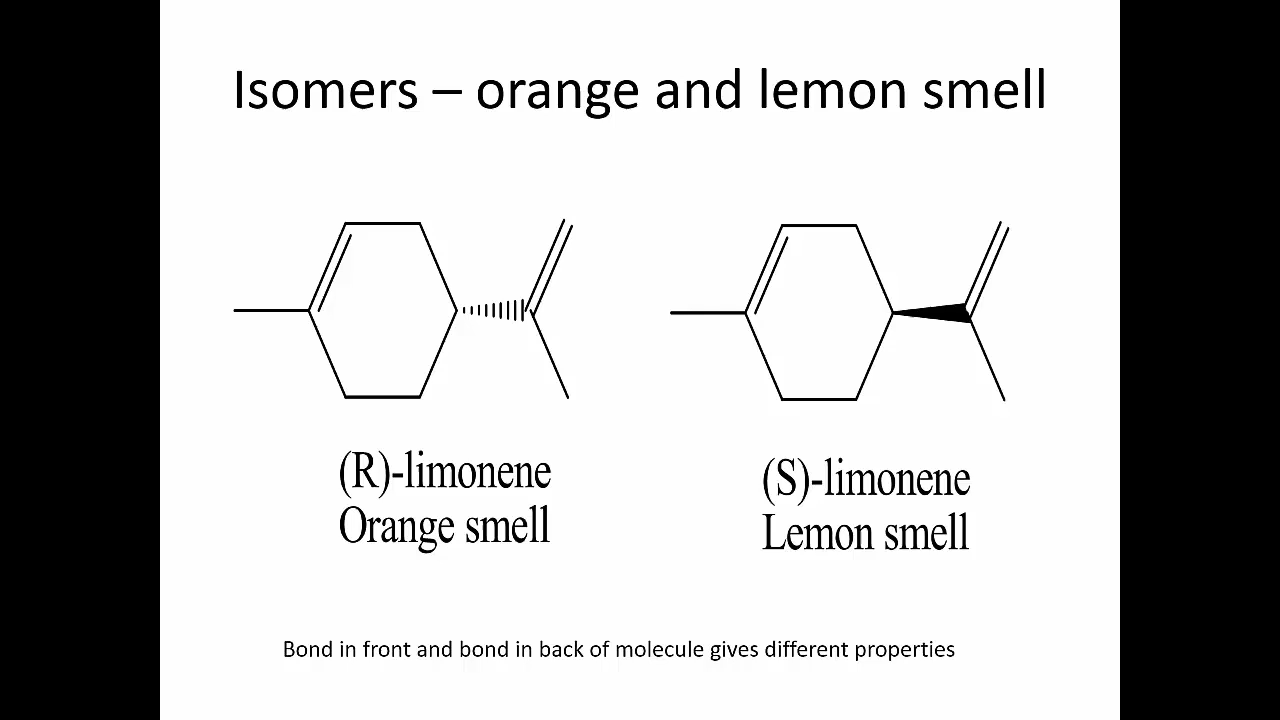 Isomers – orange and lemon smell
(R)-limonene
Orange smell
(S)-limonene
Lemon smell
Bond in front and bond in back of molecule gives different properties